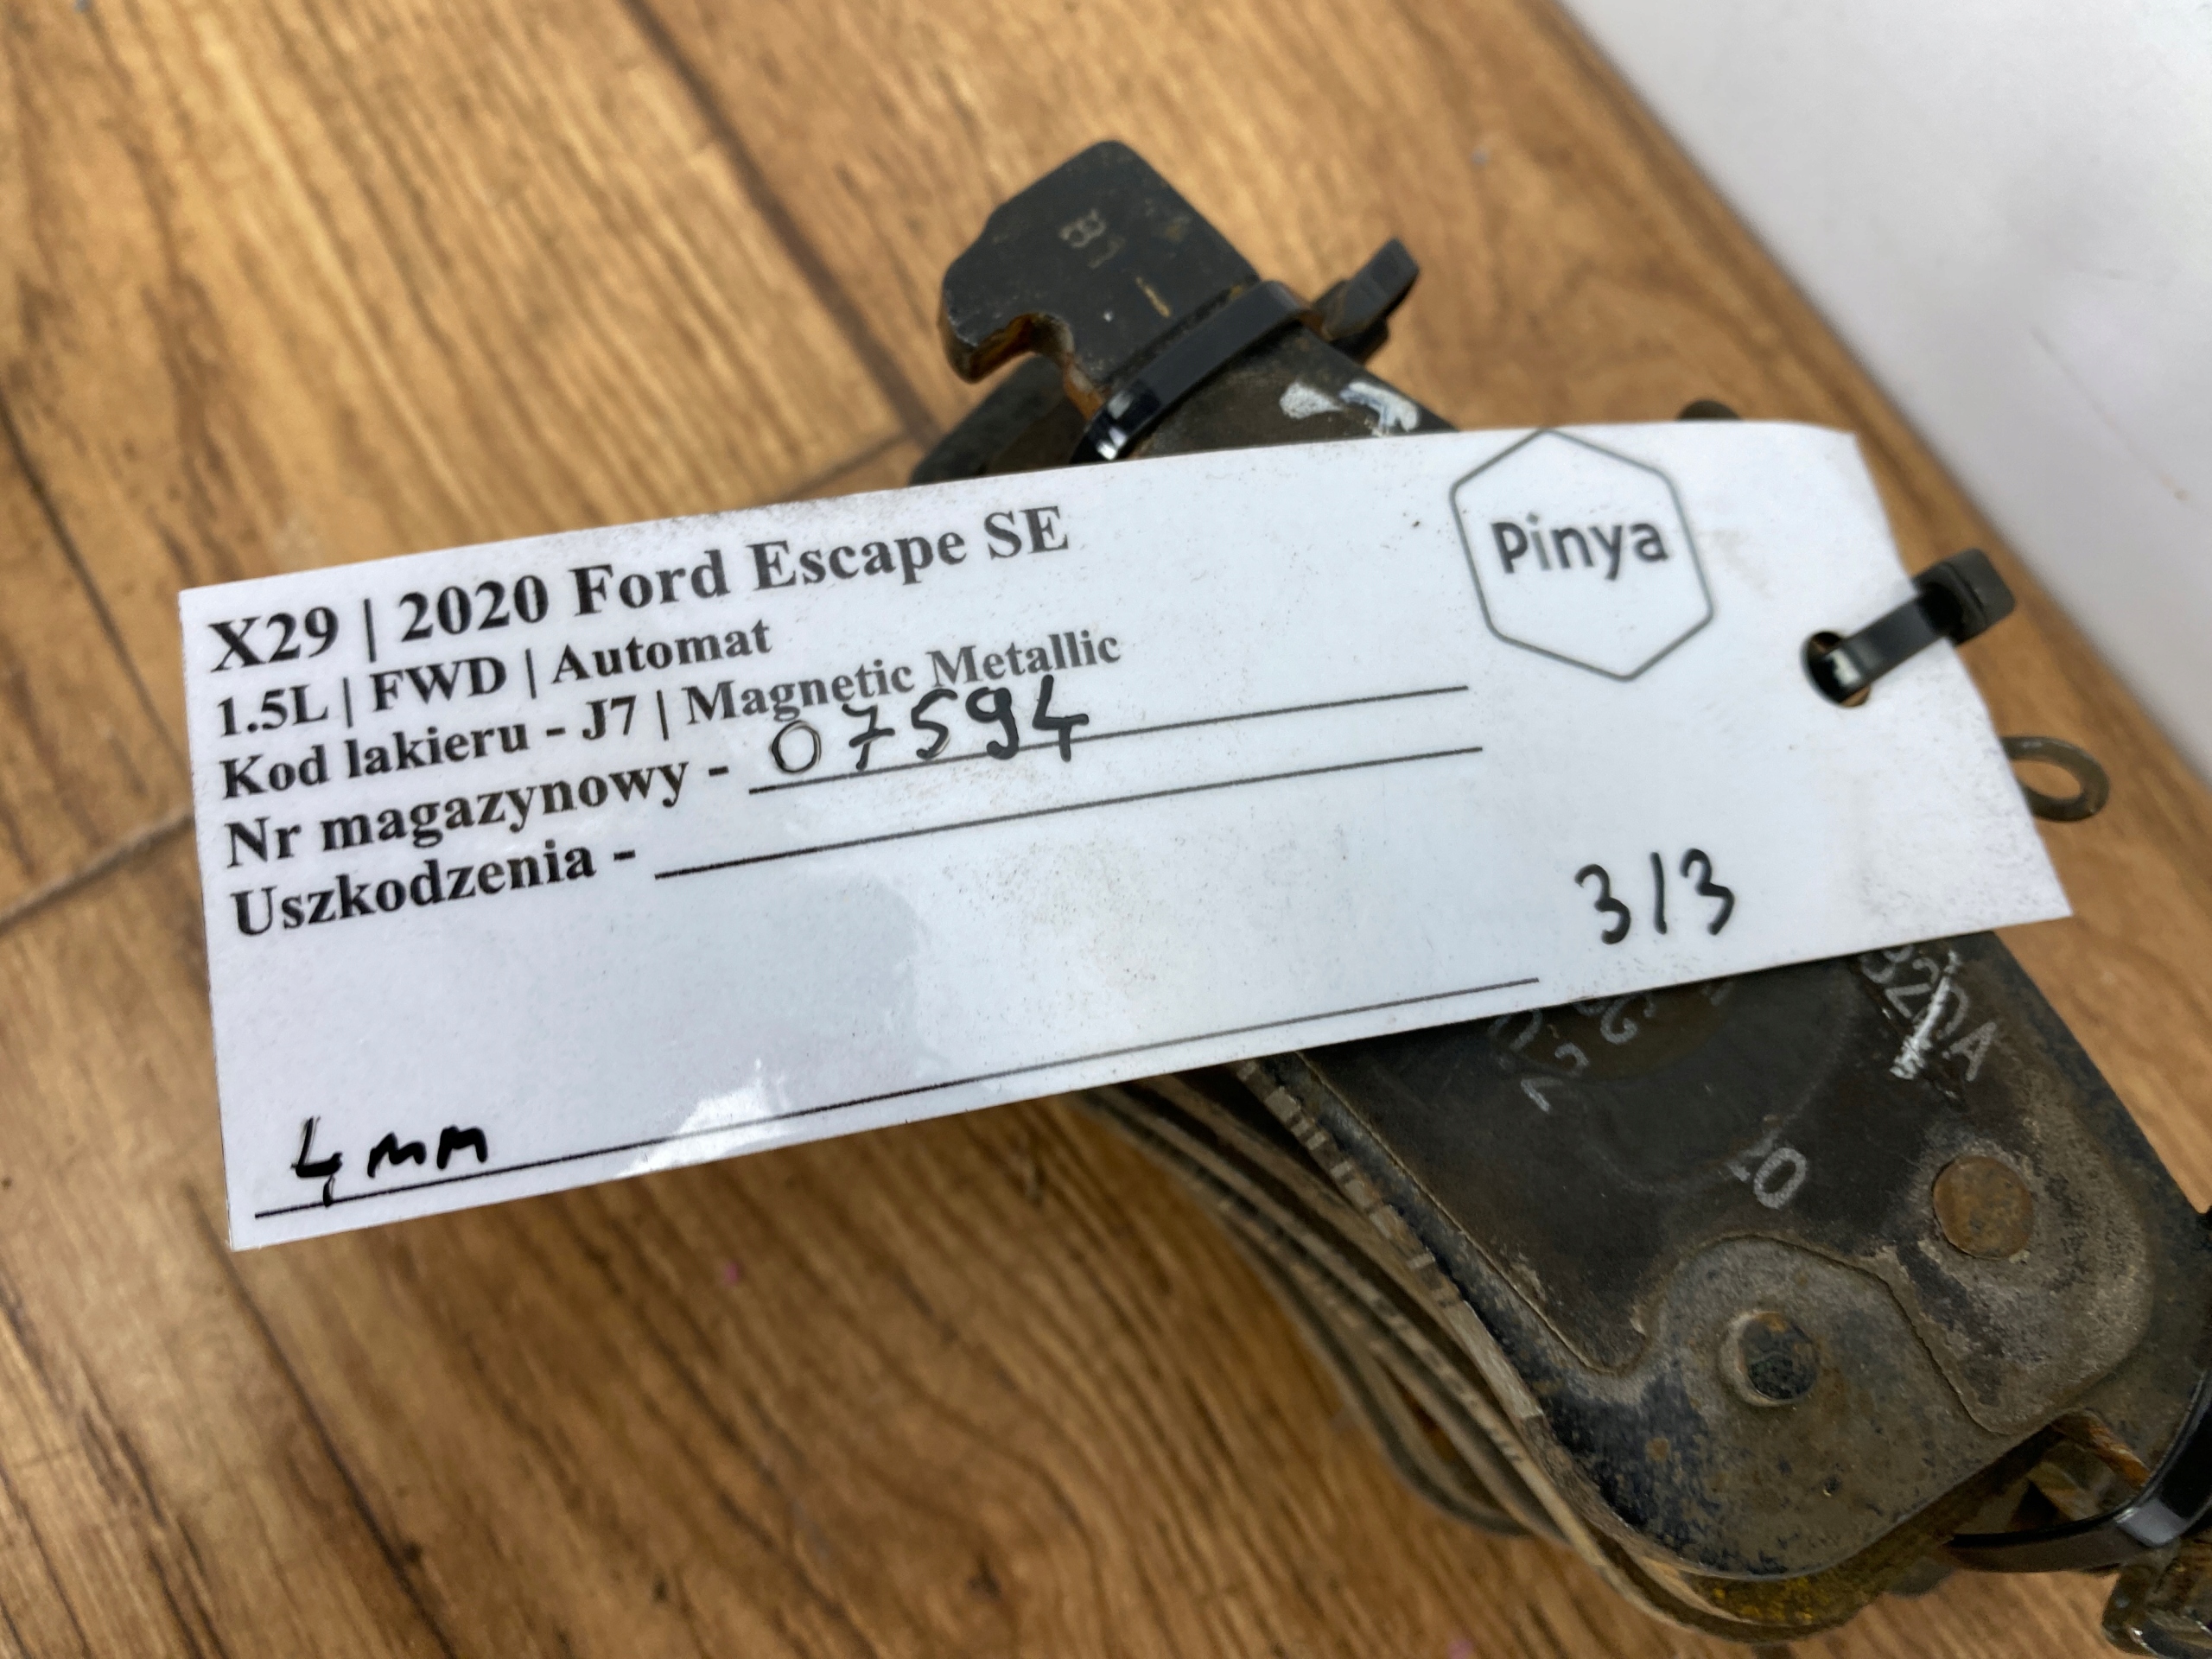 Pinya
X29 | 2020 Ford Escape SE
1.5L | FWD | Automat
Kod lakieru - J7 | Magnetic Metallic
Nr magazynowy - 07594
Uszkodzenia -
3/3
4mm
20